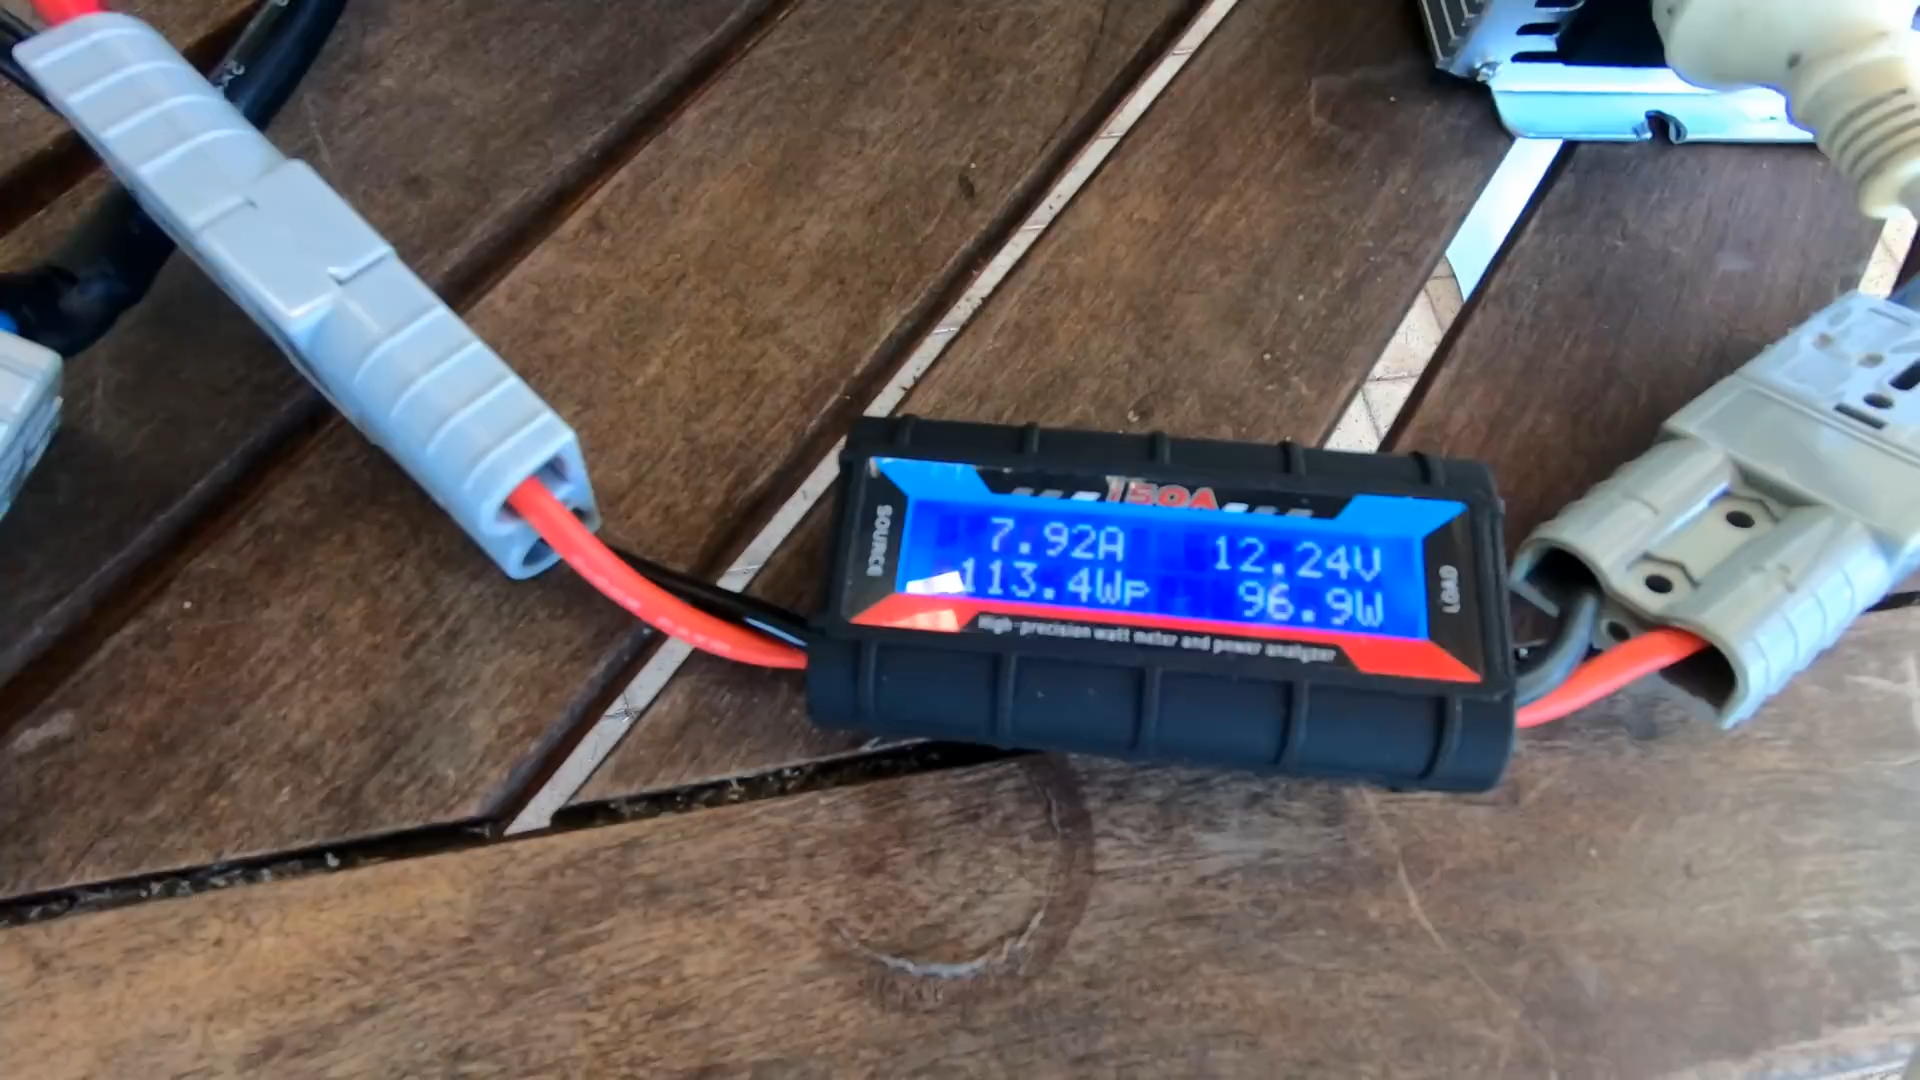 150A
SOURCE
7.92A 12.24V
113.4Wp 96.9W
LOAD
High-precision watt meter and power analyzer